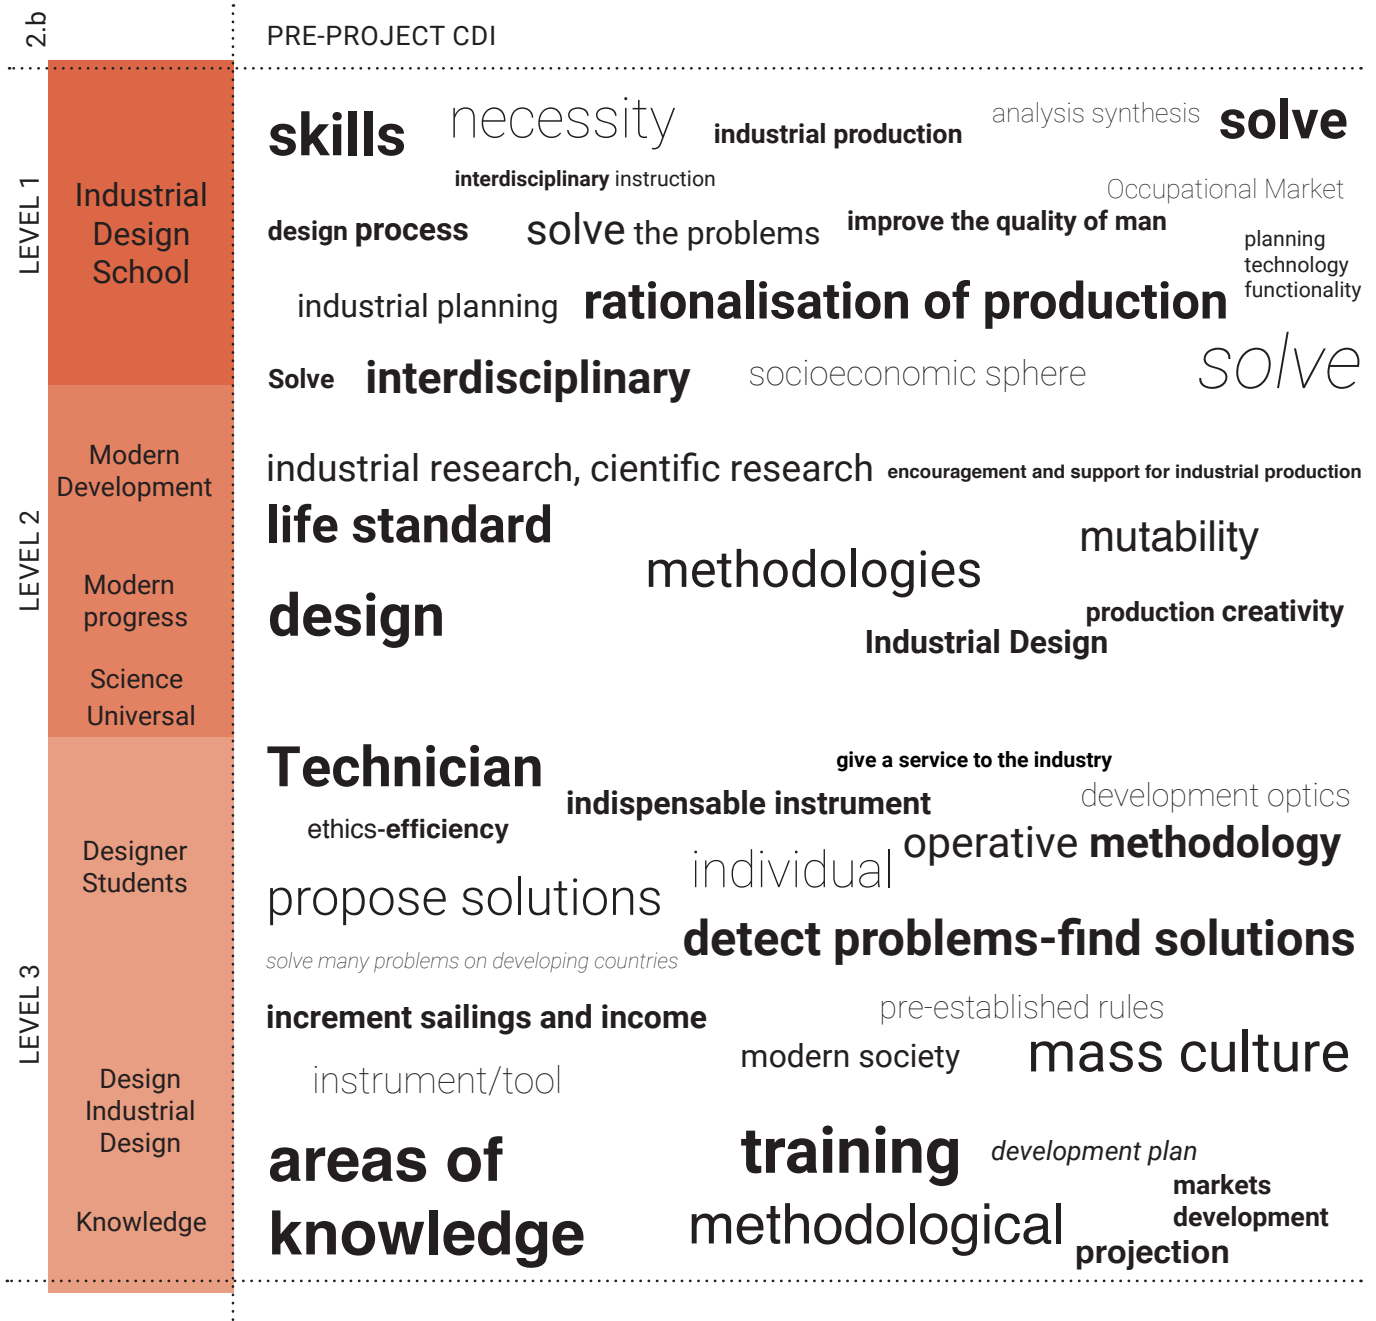 2.b
PRE-PROJECT CDI
LEVEL 1
Industrial
Design
School
skills
necessity
industrial production
analysis synthesis
solve
interdisciplinary instruction
Occupational Market
design process
solve the problems
improve the quality of man
planning
technology
functionality
industrial planning
rationalisation of production
Solve
interdisciplinary
socioeconomic sphere
solve
LEVEL 2
Modern
Development
Modern
progress
Science
Universal
industrial research, cientific research
encouragement and support for industrial production
life standard
mutability
methodologies
design
production creativity
Industrial Design
LEVEL 3
Designer
Students
Design
Industrial
Design
Knowledge
Technician
give a service to the industry
indispensable instrument
development optics
ethics-efficiency
operative methodology
individual
propose solutions
detect problems-find solutions
solve many problems on developing countries
increment sailings and income
pre-established rules
modern society
mass culture
instrument/tool
areas of
knowledge
training
development plan
markets
development
methodological
projection